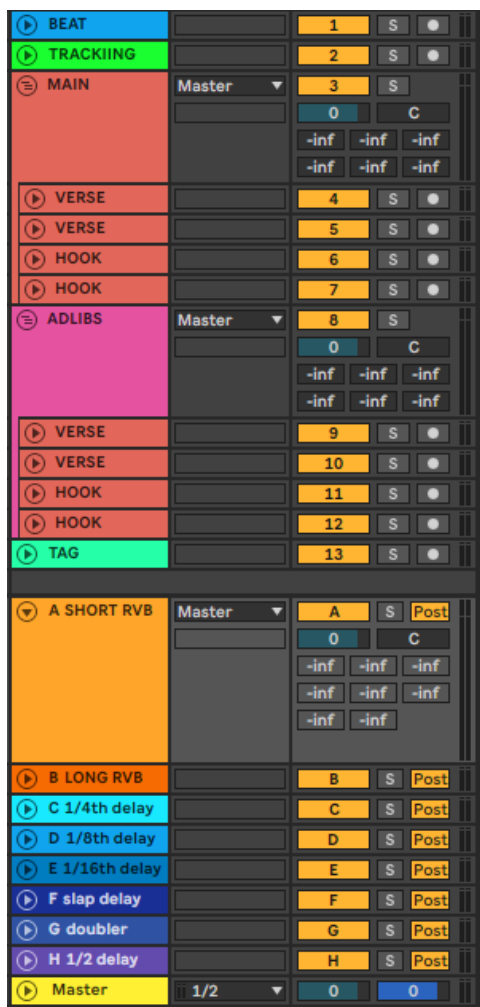 BEAT 1 S
TRACKIING 2 S
MAIN Master 3 S
0 C
-inf -inf -inf
-inf -inf -inf
VERSE 4 S
VERSE 5 S
HOOK 6 S
HOOK 7 S
ADLIBS Master 8 S
0 C
-inf -inf -inf
-inf -inf -inf
VERSE 9 S
VERSE 10 S
HOOK 11 S
HOOK 12 S
TAG 13 S
A SHORT RVB Master A S Post
0 C
-inf -inf -inf
-inf -inf -inf
-inf -inf
B LONG RVB B S Post
C 1/4th delay C S Post
D 1/8th delay D S Post
E 1/16th delay E S Post
F slap delay F S Post
G doubler G S Post
H 1/2 delay H S Post
Master 1/2 0 0